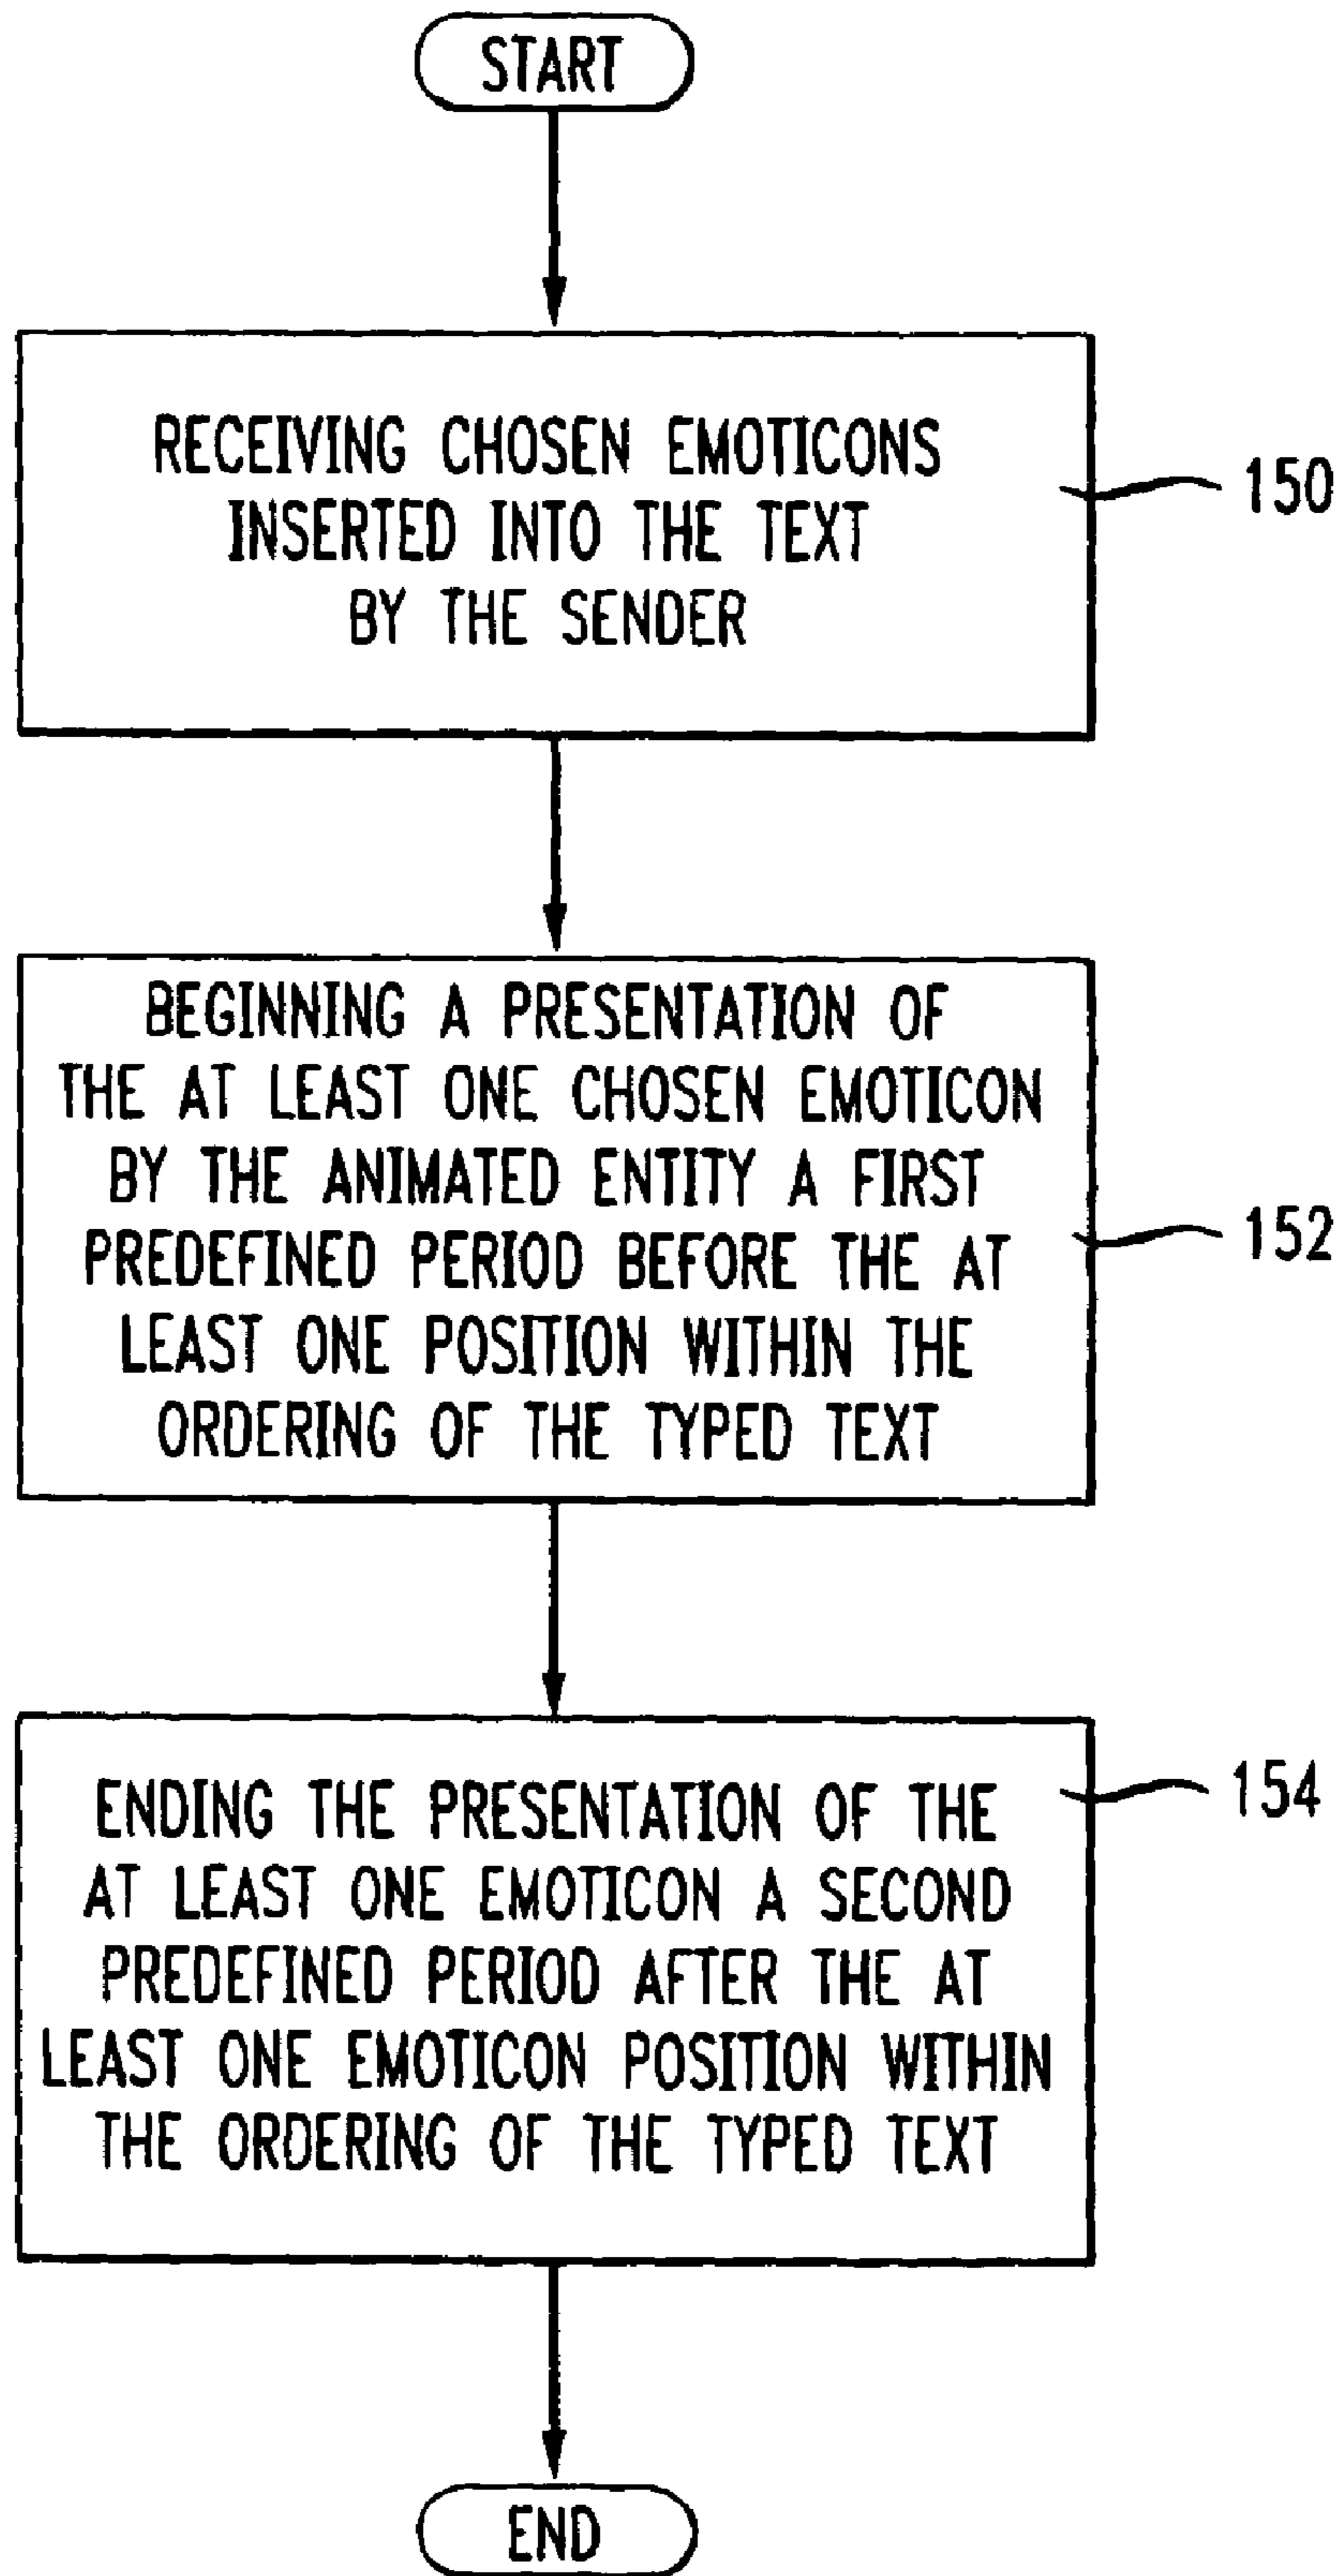 START
RECEIVING CHOSEN EMOTICONS
INSERTED INTO THE TEXT
BY THE SENDER
150
BEGINNING A PRESENTATION OF
THE AT LEAST ONE CHOSEN EMOTICON
BY THE ANIMATED ENTITY A FIRST
PREDEFINED PERIOD BEFORE THE AT
LEAST ONE POSITION WITHIN THE
ORDERING OF THE TYPED TEXT
152
ENDING THE PRESENTATION OF THE
AT LEAST ONE EMOTICON A SECOND
PREDEFINED PERIOD AFTER THE AT
LEAST ONE EMOTICON POSITION WITHIN
THE ORDERING OF THE TYPED TEXT
154
END